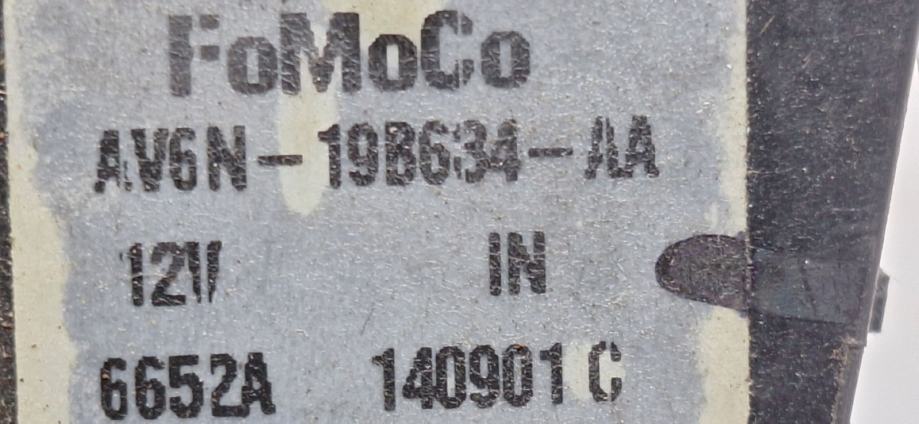 FoMoCo
AV6N-19B634-AA
12V IN
6652A 140901 C